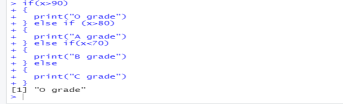 > if(x>90)
+ {
+   print("O grade")
+ } else if (x>80)
+ {
+   print("A grade")
+ } else if(x<70)
+ {
+   print("B grade")
+ } else
+ {
+   print("C grade")
+ }
[1] "O grade"
>